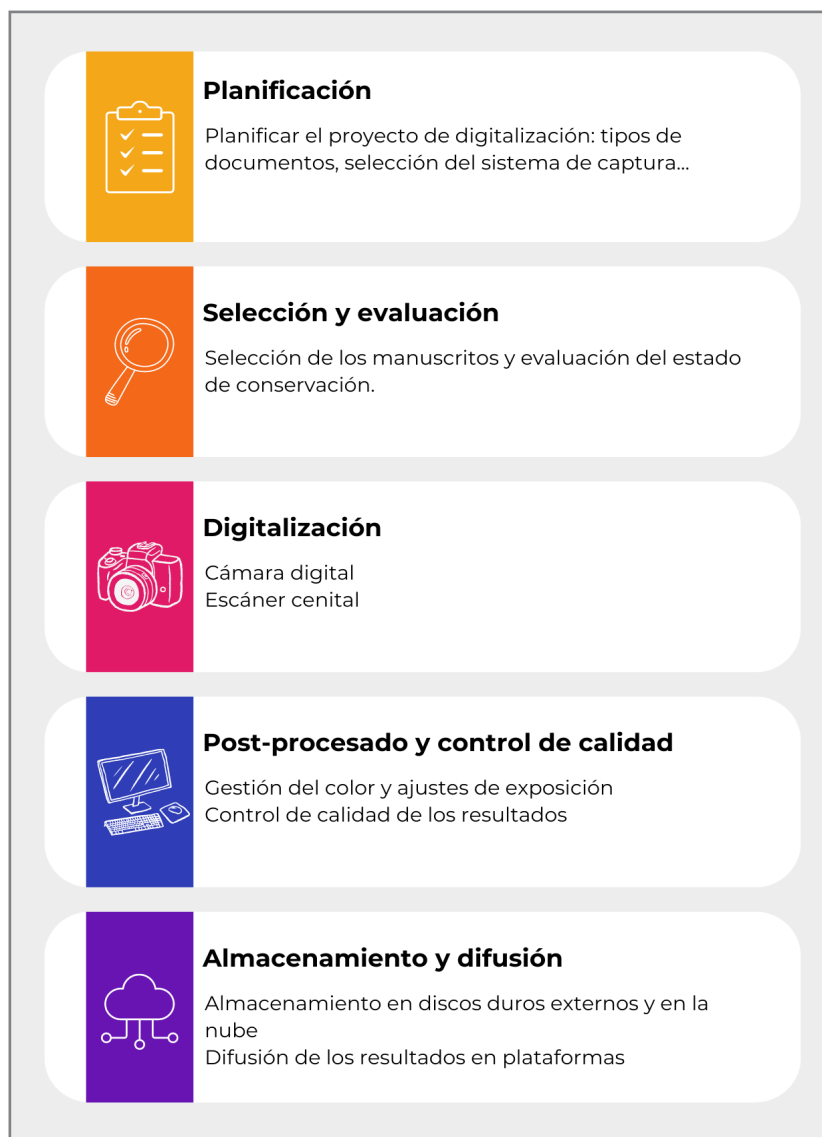 Planificación
Planificar el proyecto de digitalización: tipos de
documentos, selección del sistema de captura...
Selección y evaluación
Selección de los manuscritos y evaluación del estado
de conservación.
Digitalización
Cámara digital
Escáner cenital
Post-procesado y control de calidad
Gestión del color y ajustes de exposición
Control de calidad de los resultados
Almacenamiento y difusión
Almacenamiento en discos duros externos y en la
nube
Difusión de los resultados en plataformas